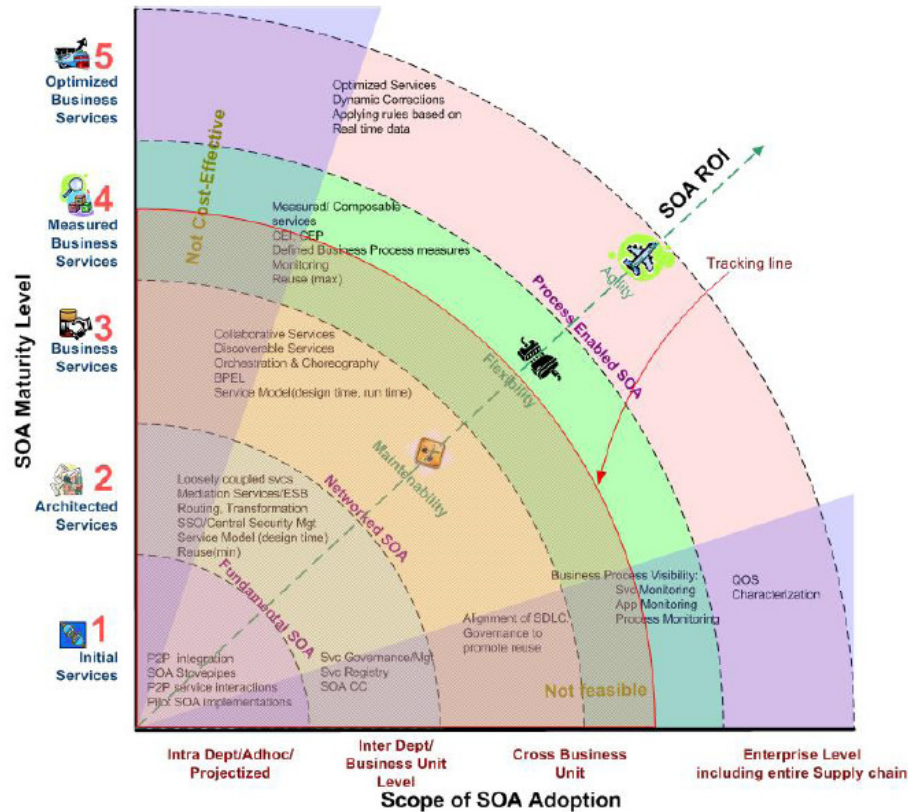 5
Optimized
Business
Services
4
Measured
Business
Services
3
Business
Services
2
Architected
Services
1
Initial
Services
SOA Maturity Level
Not Cost-Effective
Optimized Services
Dynamic Corrections
Applying rules based on
Real time data
SOA ROI
Agility
Tracking line
Process Enabled SOA
Measured/ Composable
services
CEI, CEP
Defined Business Process measures
Monitoring
Reuse (max)
Flexibility
Collaborative Services
Discoverable Services
Orchestration & Choreography
BPEL
Service Model(design time, run time)
Maintenability
Networked SOA
Loosely coupled svcs
Mediation Services/ESB
Routing, Transformation
SSO/Central Security Mgt
Service Model (design time)
Reuse(min)
Fundamental SOA
P2P integration
SOA Stovepipes
P2P service interactions
Pilot SOA implementations
Svc Governance/Mgt
Svc Registry
SOA CC
Alignment of SDLC,
Governance to
promote reuse
Business Process Visibility:
Svc Monitoring
App Monitoring
Process Monitoring
QOS
Characterization
Not feasible
Intra Dept/Adhoc/
Projectized
Inter Dept/
Business Unit
Level
Cross Business
Unit
Enterprise Level
including entire Supply chain
Scope of SOA Adoption